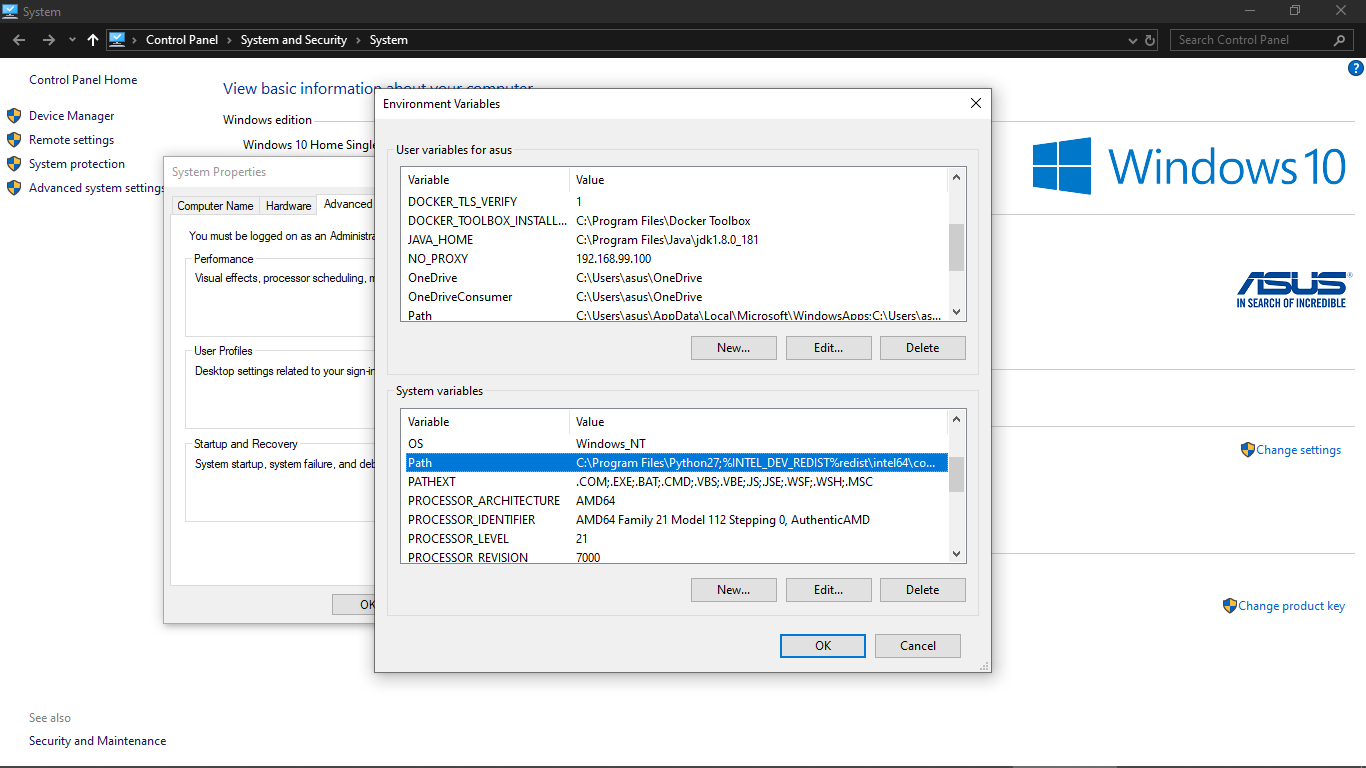 System
Control Panel
System and Security
System
Search Control Panel
Control Panel Home
Device Manager
Remote settings
System protection
Advanced system settings
View basic information about your computer
Windows edition
Windows 10 Home Single
Windows 10
ASUS
IN SEARCH OF INCREDIBLE
Change settings
Change product key
See also
Security and Maintenance
System Properties
Computer Name
Hardware
Advanced
You must be logged on as an Administra
Performance
Visual effects, processor scheduling, m
User Profiles
Desktop settings related to your sign-in
Startup and Recovery
System startup, system failure, and deb
OK
Environment Variables
User variables for asus
Variable Value
DOCKER_TLS_VERIFY 1
DOCKER_TOOLBOX_INSTALL... C:\Program Files\Docker Toolbox
JAVA_HOME C:\Program Files\Java\jdk1.8.0_181
NO_PROXY 192.168.99.100
OneDrive C:\Users\asus\OneDrive
OneDriveConsumer C:\Users\asus\OneDrive
Path C:\Users\asus\AppData\Local\Microsoft\WindowsApps;C:\Users\as...
New... Edit... Delete
System variables
Variable Value
OS Windows_NT
Path C:\Program Files\Python27;%INTEL_DEV_REDIST%redist\intel64\co...
PATHEXT .COM;.EXE;.BAT;.CMD;.VBS;.VBE;.JS;.JSE;.WSF;.WSH;.MSC
PROCESSOR_ARCHITECTURE AMD64
PROCESSOR_IDENTIFIER AMD64 Family 21 Model 112 Stepping 0, AuthenticAMD
PROCESSOR_LEVEL 21
PROCESSOR_REVISION 7000
New... Edit... Delete
OK Cancel